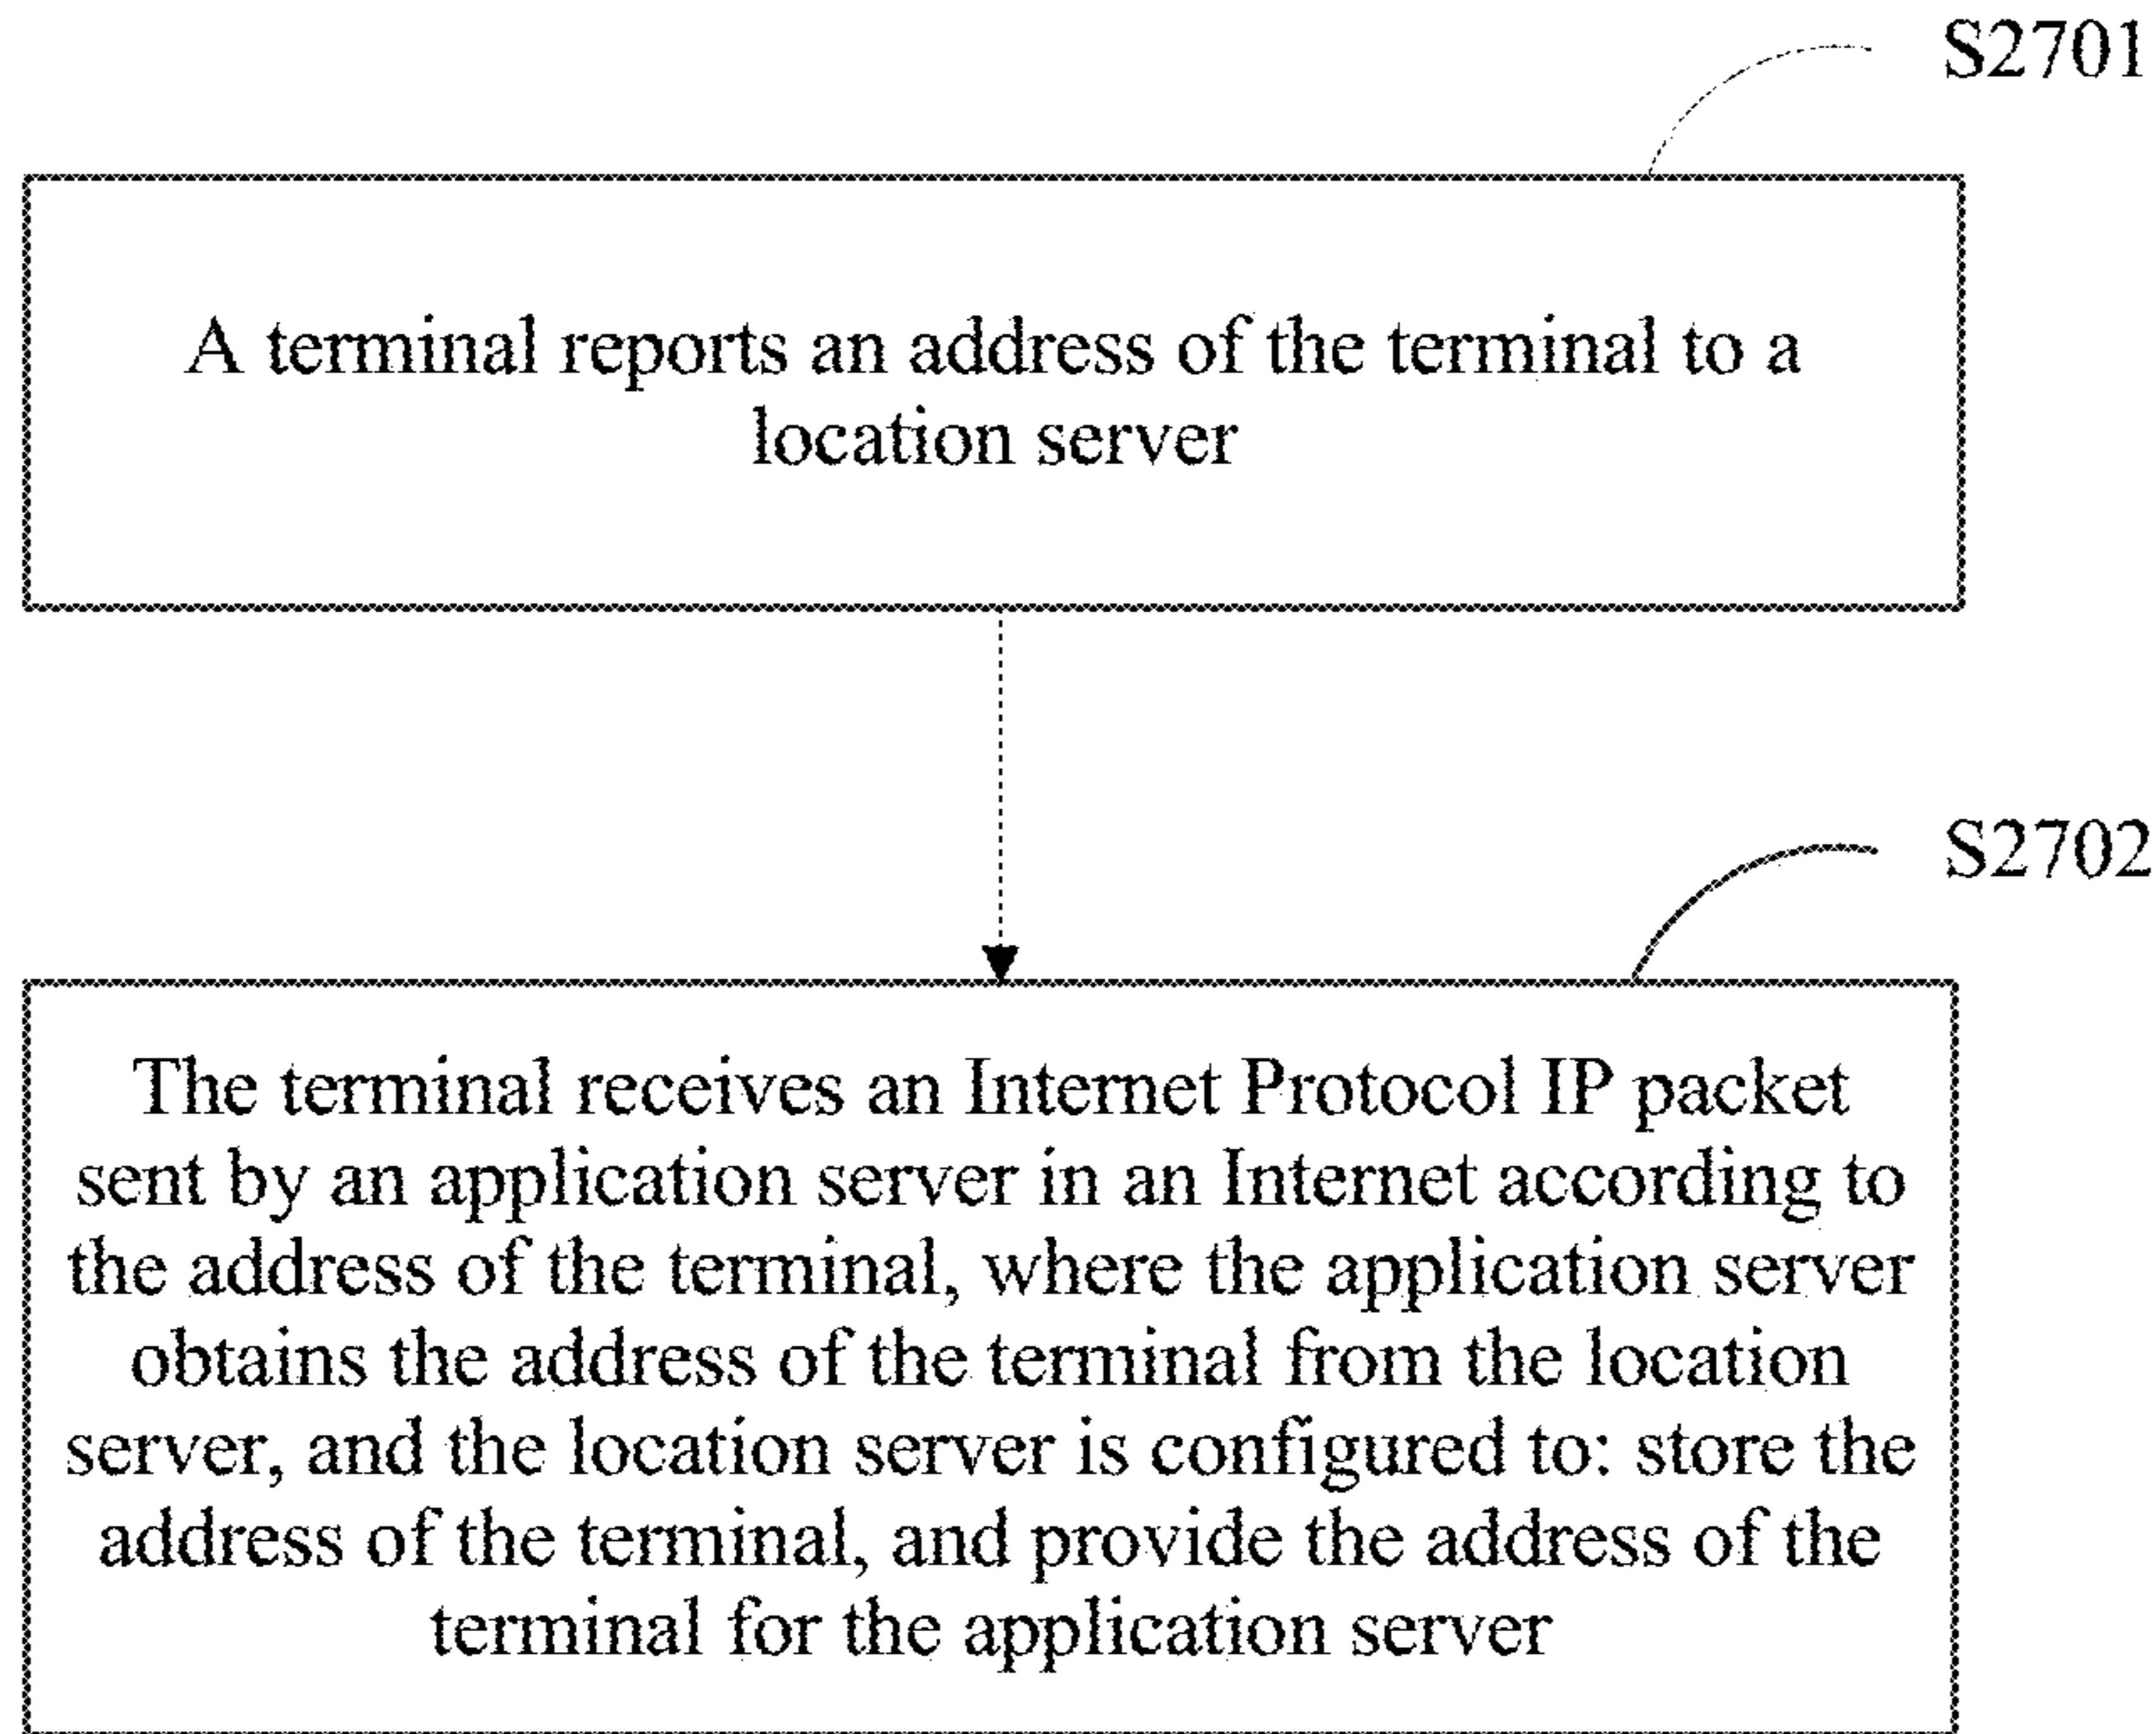 S2701
A terminal reports an address of the terminal to a
location server
S2702
The terminal receives an Internet Protocol IP packet
sent by an application server in an Internet according to
the address of the terminal, where the application server
obtains the address of the terminal from the location
server, and the location server is configured to: store the
address of the terminal, and provide the address of the
terminal for the application server